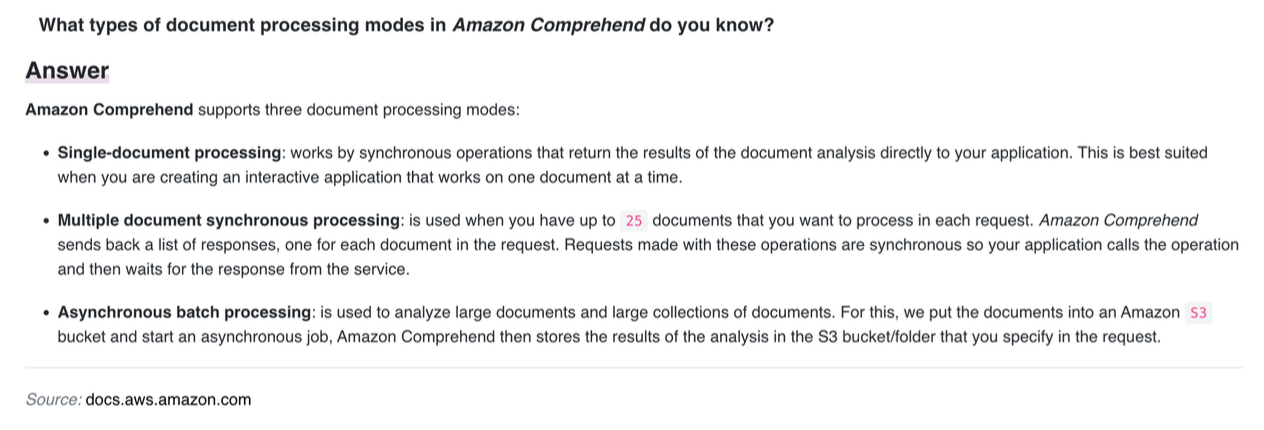 What types of document processing modes in Amazon Comprehend do you know?
Answer
Amazon Comprehend supports three document processing modes:
• Single-document processing: works by synchronous operations that return the results of the document analysis directly to your application. This is best suited
when you are creating an interactive application that works on one document at a time.
• Multiple document synchronous processing: is used when you have up to 25 documents that you want to process in each request. Amazon Comprehend
sends back a list of responses, one for each document in the request. Requests made with these operations are synchronous so your application calls the operation
and then waits for the response from the service.
• Asynchronous batch processing: is used to analyze large documents and large collections of documents. For this, we put the documents into an Amazon S3
bucket and start an asynchronous job, Amazon Comprehend then stores the results of the analysis in the S3 bucket/folder that you specify in the request.
Source: docs.aws.amazon.com